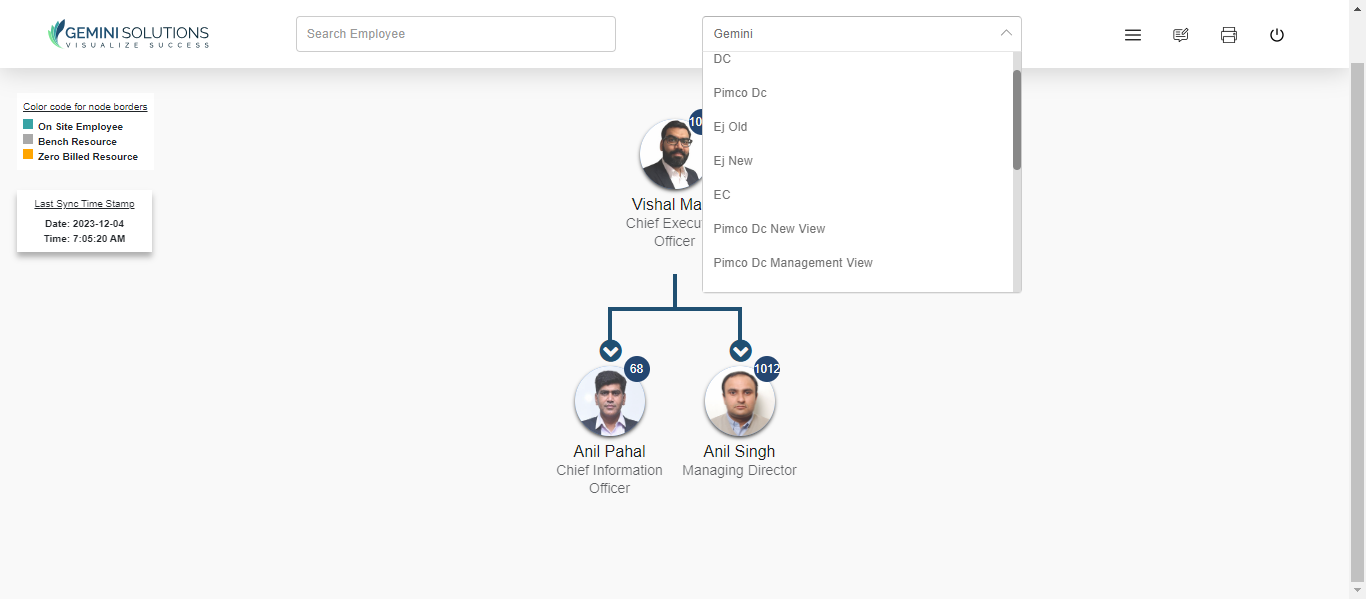 GEMINI SOLUTIONS
VISUALIZE SUCCESS
Search Employee
Gemini
DC
Pimco Dc
Ej Old
Ej New
EC
Pimco Dc New View
Pimco Dc Management View
Color code for node borders
On Site Employee
Bench Resource
Zero Billed Resource
Last Sync Time Stamp
Date: 2023-12-04
Time: 7:05:20 AM
Vishal
Chief
Officer
68
Anil Pahal
Chief Information
Officer
1012
Anil Singh
Managing Director